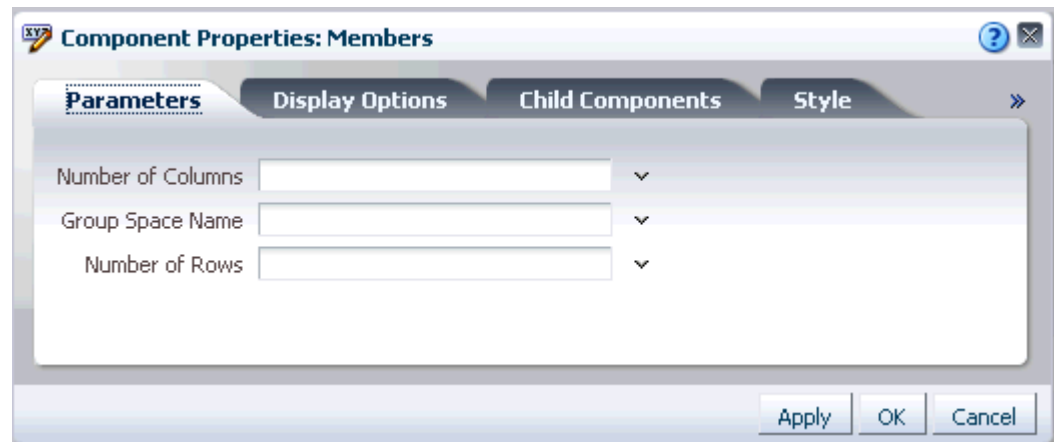 Component Properties: Members
Parameters Display Options Child Components Style »
Number of Columns
Group Space Name
Number of Rows
Apply OK Cancel